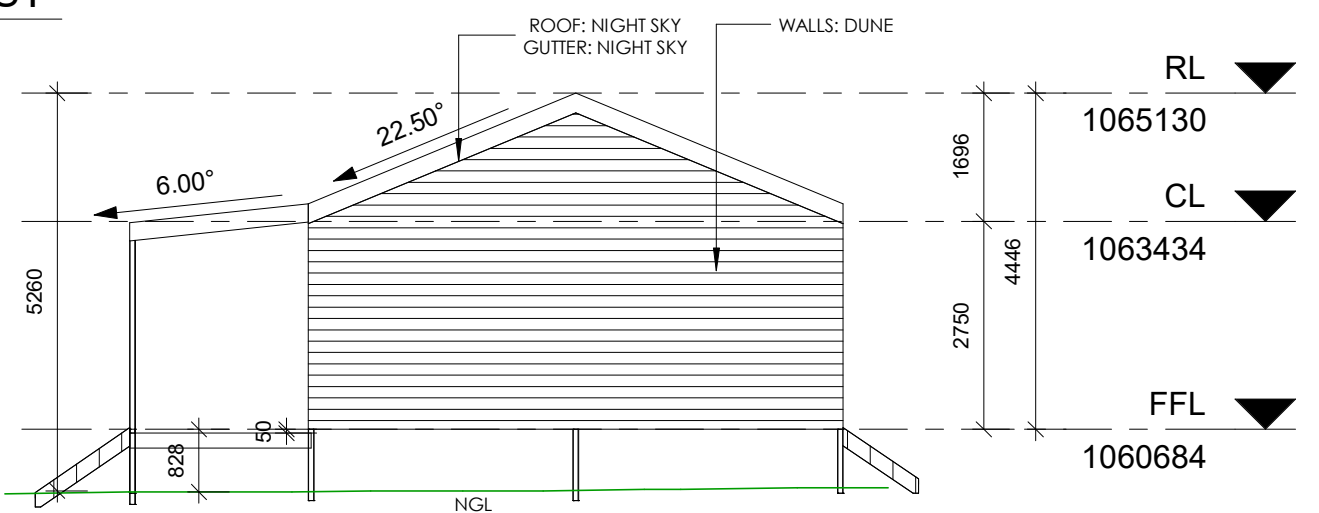 ROOF: NIGHT SKY
GUTTER: NIGHT SKY
WALLS: DUNE
RL
1065130
22.50°
1696
6.00°
CL
1063434
4446
5260
2750
FFL
50
828
1060684
NGL